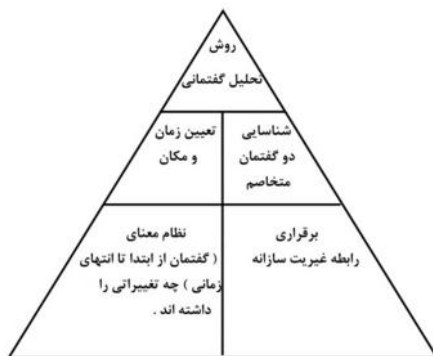 روش
تحلیل گفتمانی
شناسایی
دو گفتمان
متخاصم
تعیین زمان
و مکان
برقراری
رابطه غیریت سازانه
نظام معنای
( گفتمان از ابتدا تا انتهای
زمانی ) چه تغییراتی را
داشته اند .